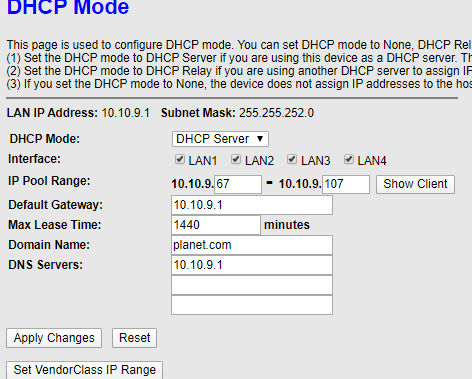 DHCP Mode
This page is used to configure DHCP mode. You can set DHCP mode to None, DHCP
(1) Set the DHCP mode to DHCP Server if you are using this device as a DHCP server.
(2) Set the DHCP mode to DHCP Relay if you are using another DHCP server to assign
(3) If you set the DHCP mode to None, the device does not assign IP addresses to the
LAN IP Address: 10.10.9.1 Subnet Mask: 255.255.252.0
DHCP Mode: DHCP Server
Interface: LAN1 LAN2 LAN3 LAN4
IP Pool Range: 10.10.9. 67 - 10.10.9. 107 Show Client
Default Gateway: 10.10.9.1
Max Lease Time: 1440 minutes
Domain Name: planet.com
DNS Servers: 10.10.9.1
Apply Changes Reset
Set VendorClass IP Range